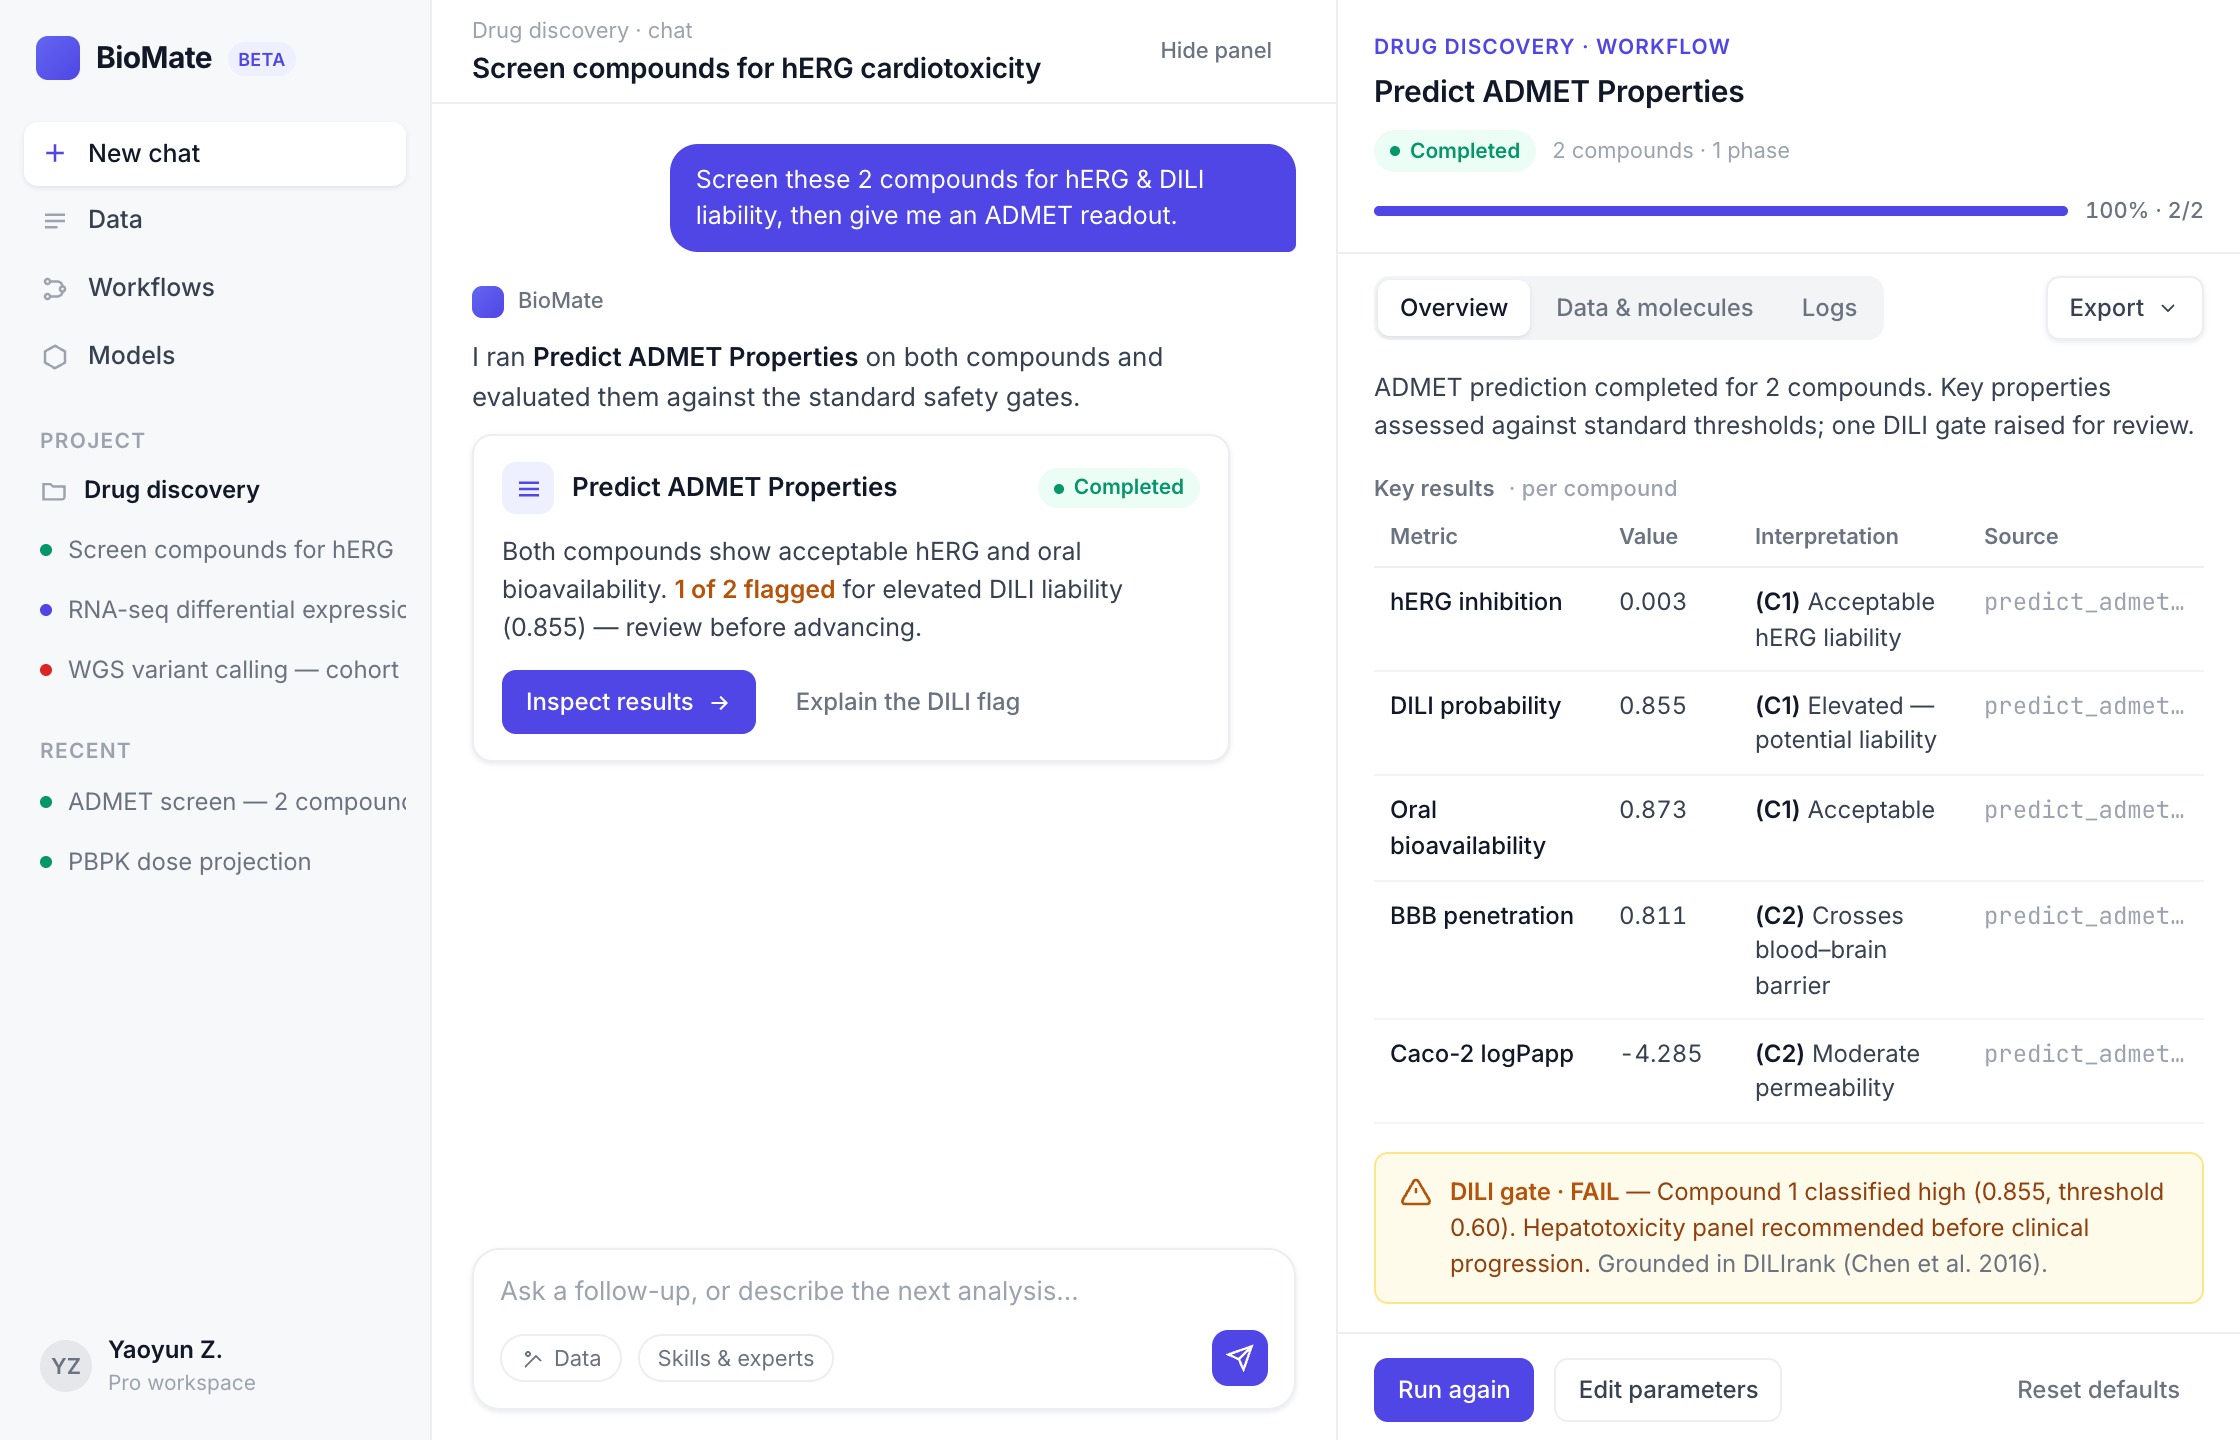 BioMate BETA
New chat
Data
Workflows
Models
PROJECT
Drug discovery
Screen compounds for hERG
RNA-seq differential expressic
WGS variant calling — cohort
RECENT
ADMET screen — 2 compound
PBPK dose projection
YZ
Yaoyun Z.
Pro workspace
Drug discovery · chat
Screen compounds for hERG cardiotoxicity
Hide panel
Screen these 2 compounds for hERG & DILI
liability, then give me an ADMET readout.
BioMate
I ran Predict ADMET Properties on both compounds and
evaluated them against the standard safety gates.
Predict ADMET Properties
Completed
Both compounds show acceptable hERG and oral
bioavailability. 1 of 2 flagged for elevated DILI liability
(0.855) — review before advancing.
Inspect results →
Explain the DILI flag
Ask a follow-up, or describe the next analysis...
Data
Skills & experts
DRUG DISCOVERY · WORKFLOW
Predict ADMET Properties
Completed
2 compounds · 1 phase
100% · 2/2
Overview
Data & molecules
Logs
Export
ADMET prediction completed for 2 compounds. Key properties
assessed against standard thresholds; one DILI gate raised for review.
Key results · per compound
Metric Value Interpretation Source
hERG inhibition 0.003 (C1) Acceptable predict_admet…
hERG liability
DILI probability 0.855 (C1) Elevated — predict_admet…
potential liability
Oral 0.873 (C1) Acceptable predict_admet…
bioavailability
BBB penetration 0.811 (C2) Crosses predict_admet…
blood–brain
barrier
Caco-2 logPapp -4.285 (C2) Moderate predict_admet…
permeability
DILI gate · FAIL — Compound 1 classified high (0.855, threshold
0.60). Hepatotoxicity panel recommended before clinical
progression. Grounded in DILIrank (Chen et al. 2016).
Run again
Edit parameters
Reset defaults